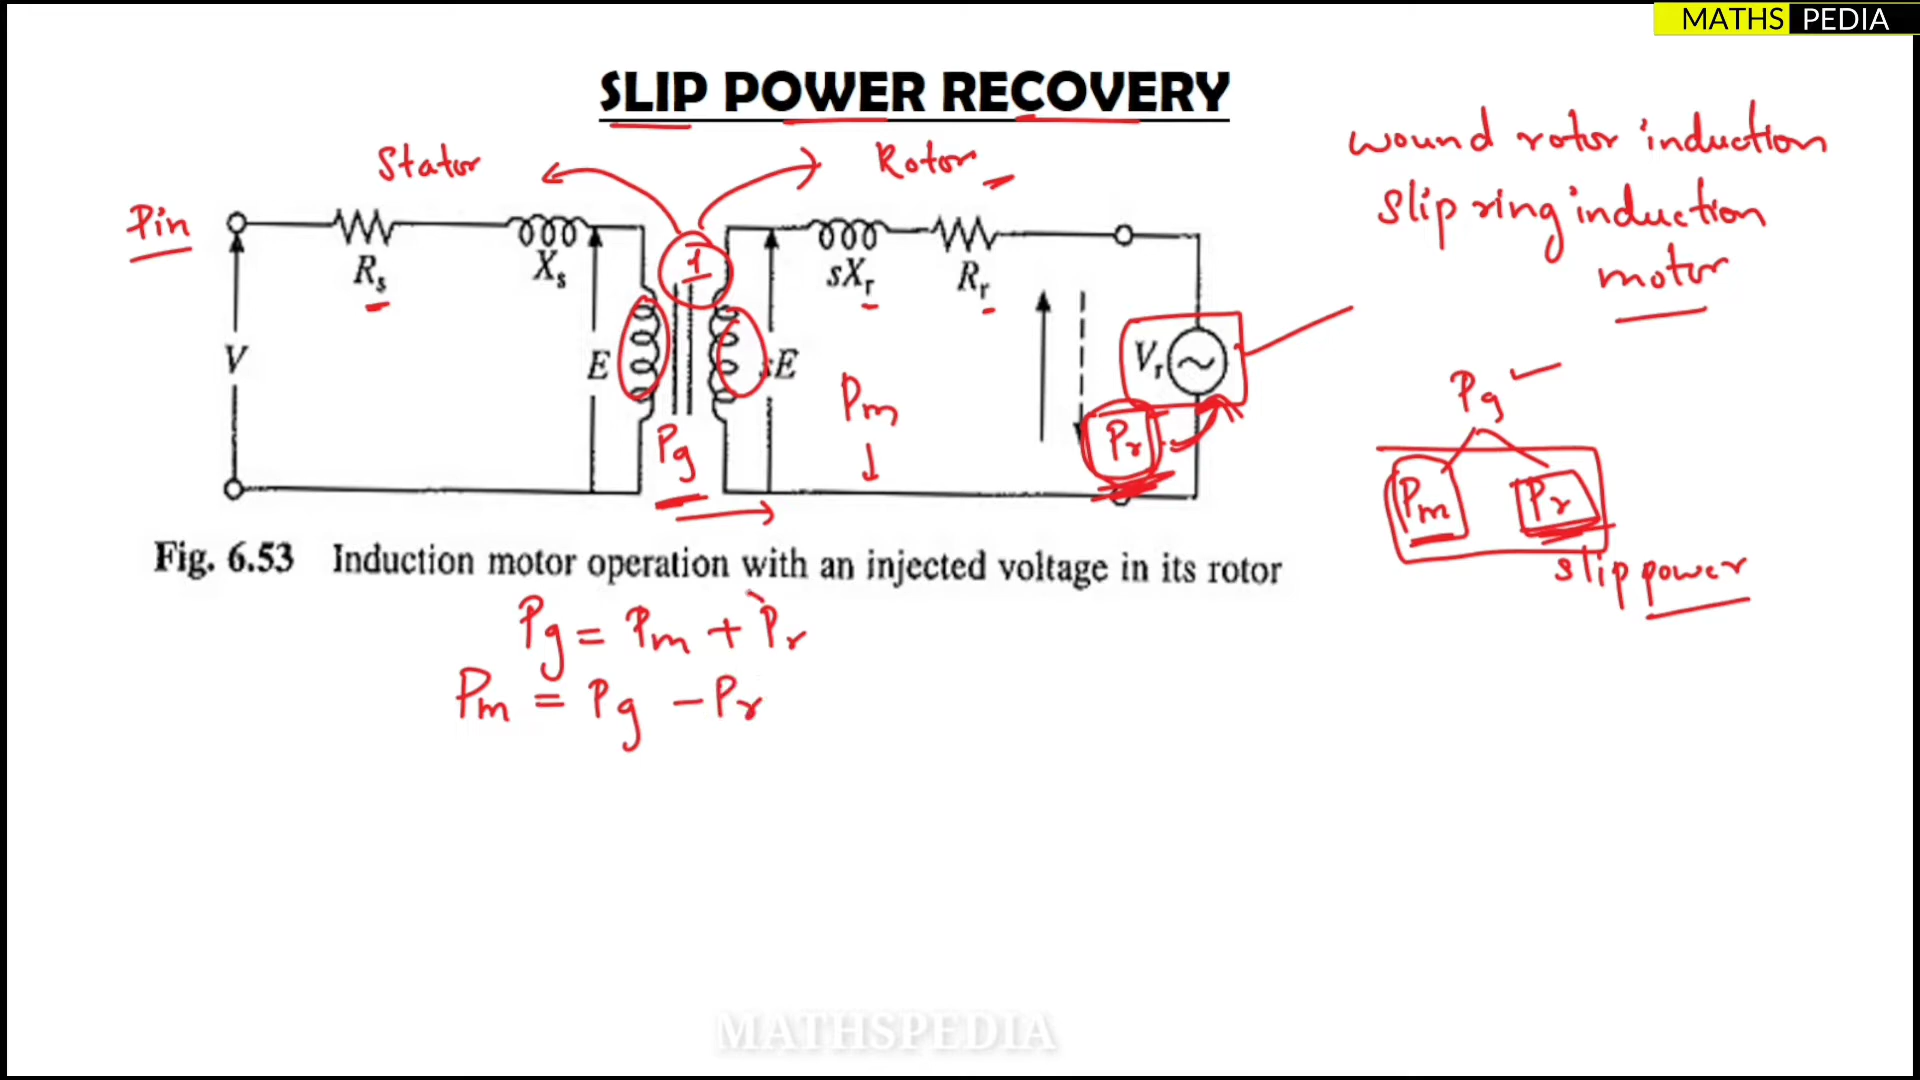 MATHS PEDIA
SLIP POWER RECOVERY
Stator
Rotor
wound rotor induction
slip ring induction
motor
Pin
1
Rs
Xs
sXr
Rr
V
E
sE
Vr
Pm
Pg
Pr
Pg
Pm Pr
slip power
Fig. 6.53 Induction motor operation with an injected voltage in its rotor
Pg = Pm + Pr
Pm = Pg - Pr
MATHSPEDIA